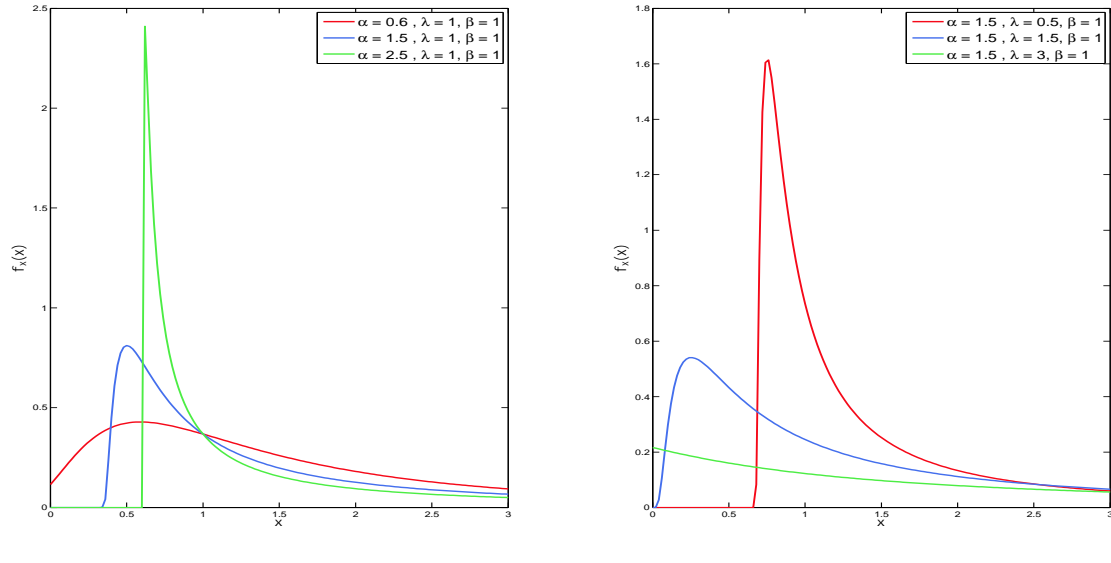 α = 0.6 , λ = 1, β = 1
α = 1.5 , λ = 1, β = 1
α = 2.5 , λ = 1, β = 1
2.5
2
1.5
1
0.5
0
f_x(x)
0 0.5 1 1.5 2 2.5 3
x
α = 1.5 , λ = 0.5, β = 1
α = 1.5 , λ = 1.5, β = 1
α = 1.5 , λ = 3, β = 1
1.8
1.6
1.4
1.2
1
0.8
0.6
0.4
0.2
0
f_x(x)
0 0.5 1 1.5 2 2.5 3
x